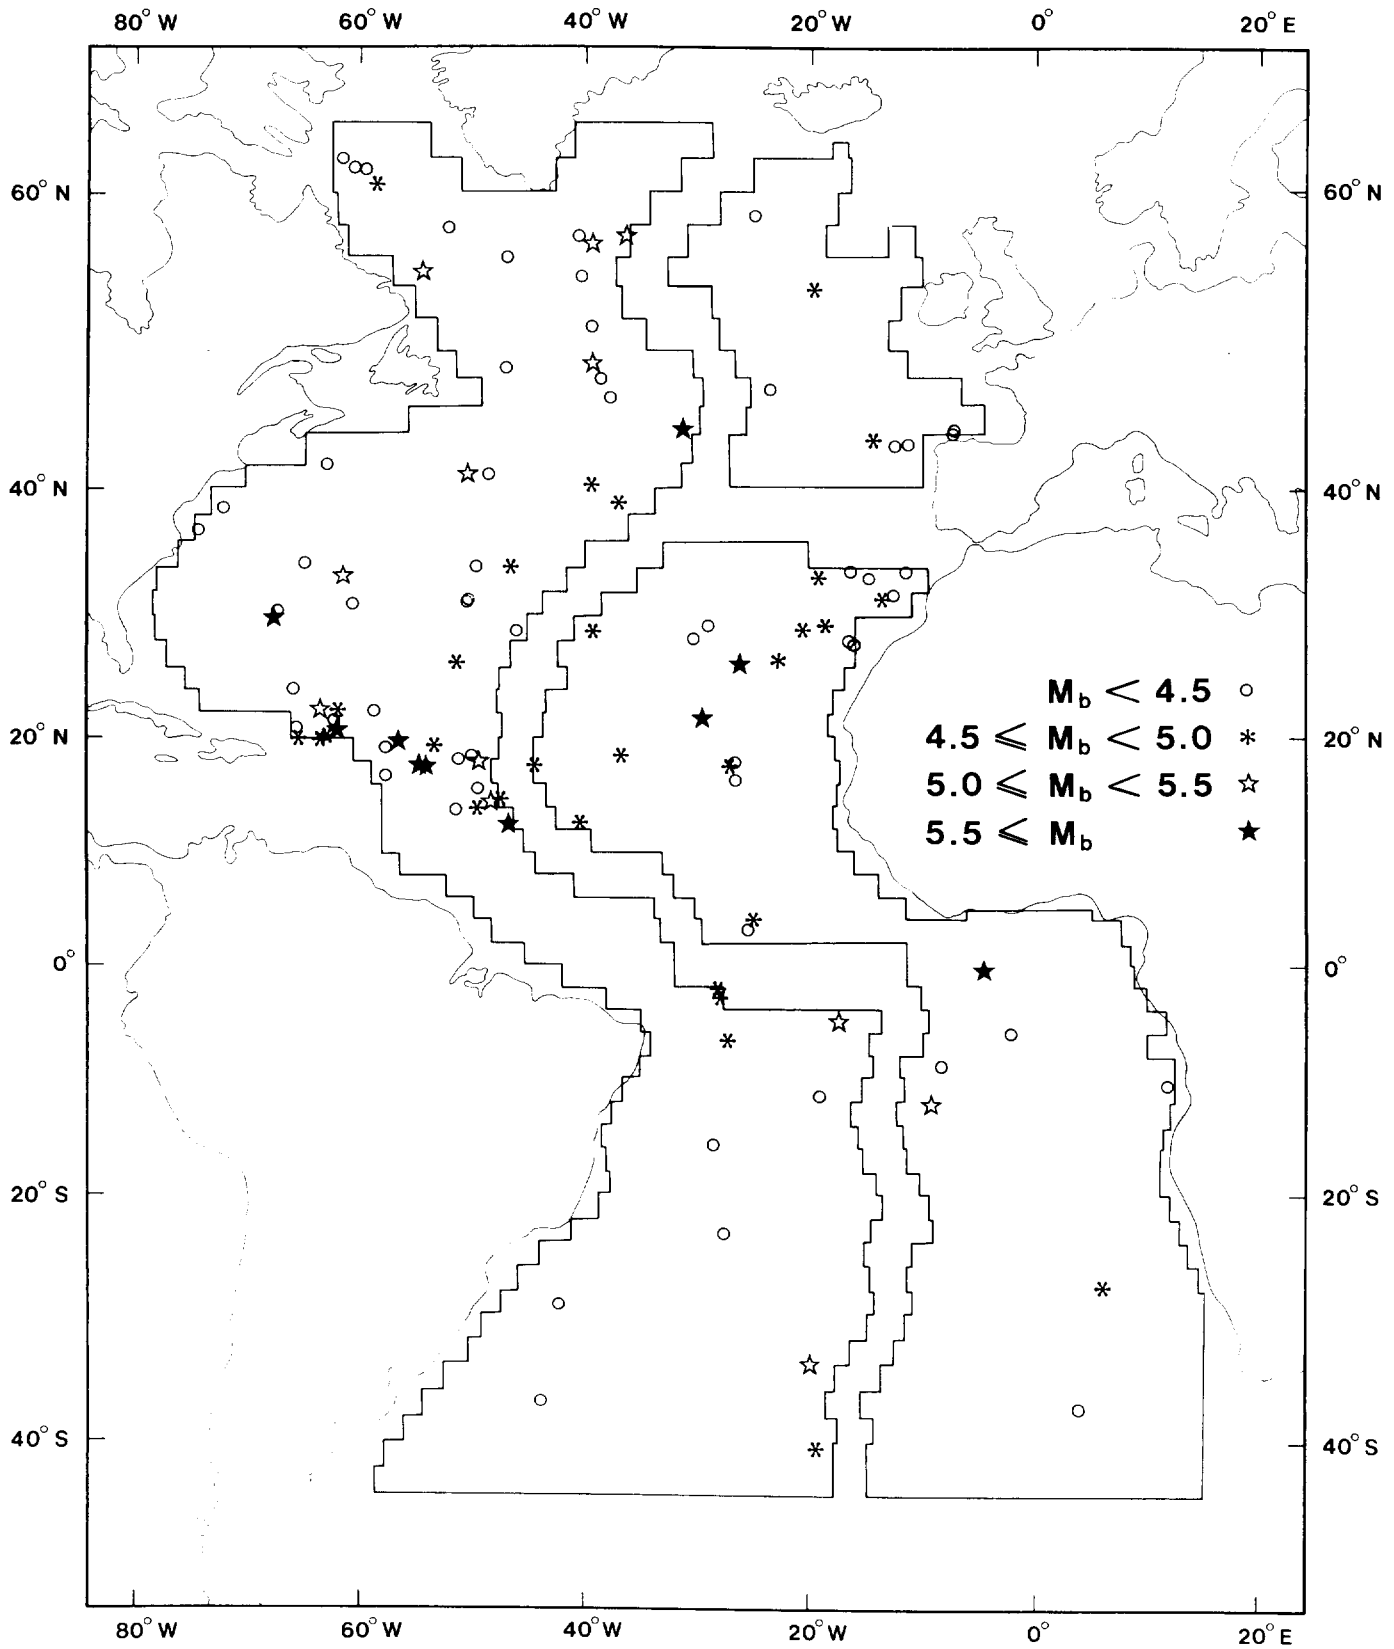 80° W 60° W 40° W 20° W 0° 20° E
60° N 60° N
40° N 40° N
M_b < 4.5 ○
20° N 4.5 ⩽ M_b < 5.0 * 20° N
5.0 ⩽ M_b < 5.5 ☆
5.5 ⩽ M_b ★
0° 0°
20° S 20° S
40° S 40° S
80° W 60° W 40° W 20° W 0° 20° E